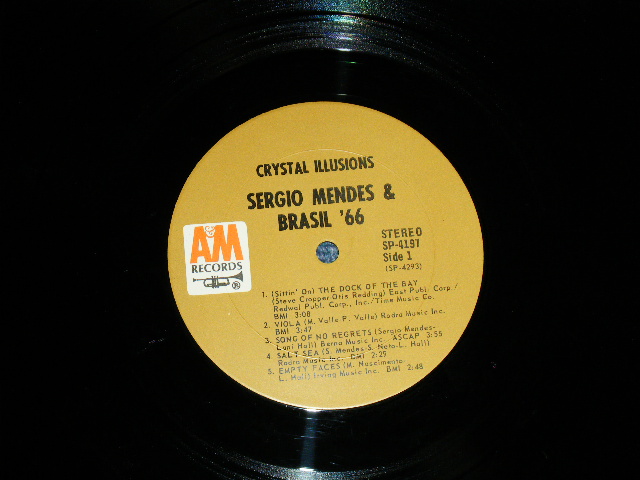 CRYSTAL ILLUSIONS
SERGIO MENDES &
BRASIL '66
A&M
RECORDS
®
STEREO
SP-4197
Side 1
(SP-4293)
1. (Sittin' On) THE DOCK OF THE BAY
(Steve Cropper-Otis Redding) East Publ. Corp./
Redwal Publ. Corp., Inc./Time Music Co.
BMI 3:08
2. VIOLA (M. Valle P. Valle) Rodra Music Inc.
BMI 3:47
3. SONG OF NO REGRETS (Sergio Mendes-
Lani Hall) Berna Music Inc. ASCAP 3:55
4 SALT SEA (S. Mendes-S. Neto-L. Hall)
Rodra Music Inc. BMI 2:29
5. EMPTY FACES (M. Nascimento-
L. Hall) Irving Music Inc. BMI 2:48